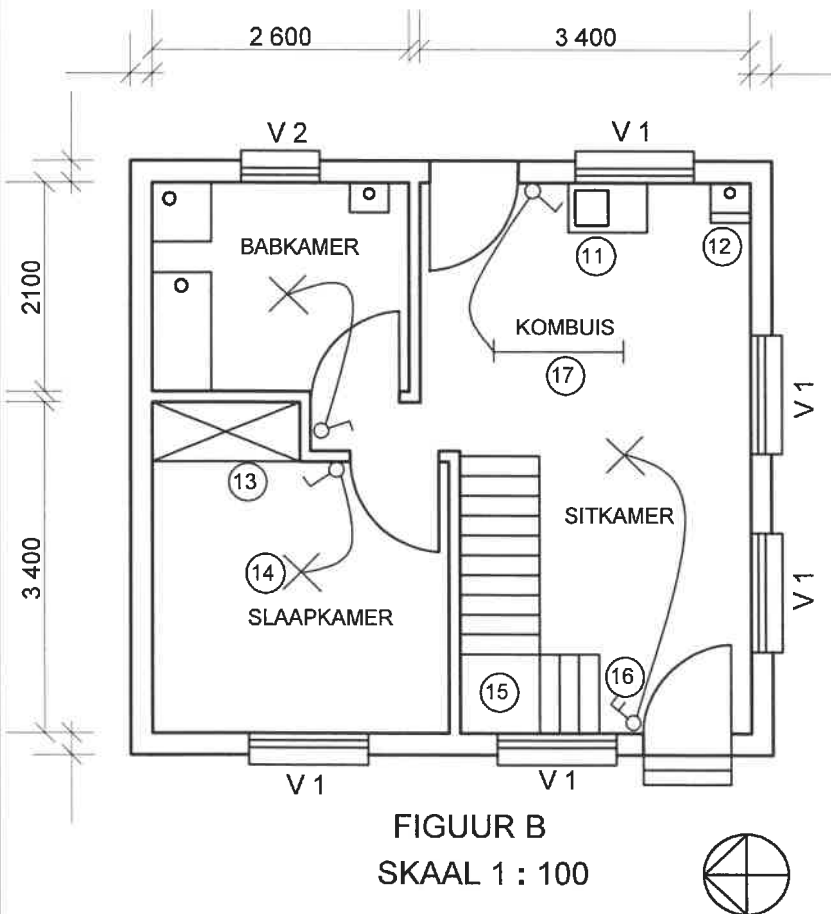 2 600
3 400
V 2
V 1
BABKAMER
11
12
2100
KOMBUIS
17
V 1
13
SITKAMER
14
3 400
SLAAPKAMER
V 1
15
16
V 1
V 1
FIGUUR B
SKAAL 1 : 100